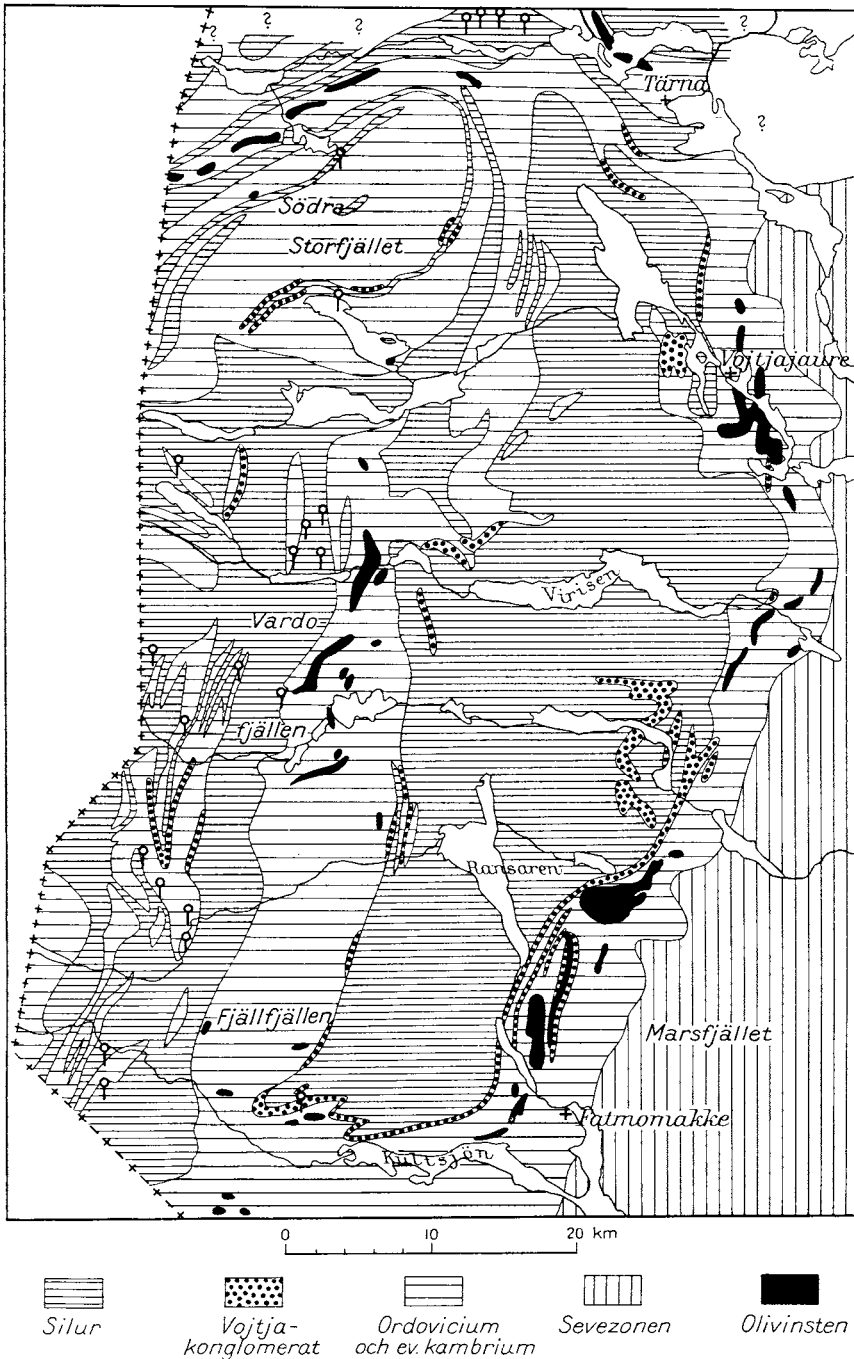 ? ? ? ?
?
Tärna
?
Södra
Storfjället
Vojtjajaure
Virisen
Vardo-
fjällen
Ransaren
Fjällfjällen
Marsfjället
Fatmomakke
Kultsjön
0 10 20 km
Silur
Vojtja-
konglomerat
Ordovicium
och ev. kambrium
Sevezonen
Olivinsten